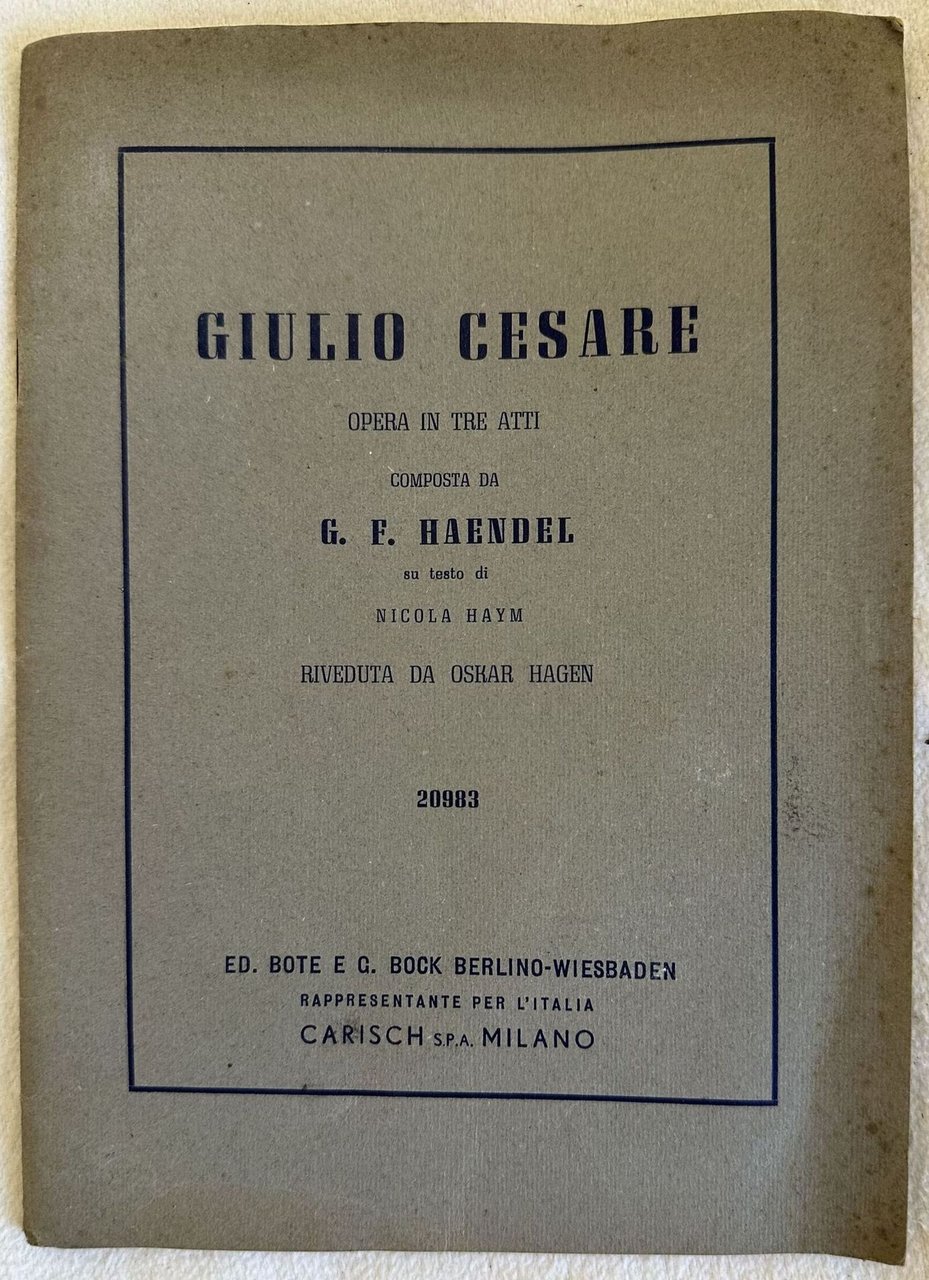 GIULIO CESARE
OPERA IN TRE ATTI
COMPOSTA DA
G. F. HAENDEL
su testo di
NICOLA HAYM
RIVEDUTA DA OSKAR HAGEN
20983
ED. BOTE E G. BOCK BERLINO-WIESBADEN
RAPPRESENTANTE PER L'ITALIA
CARISCH S.P.A. MILANO